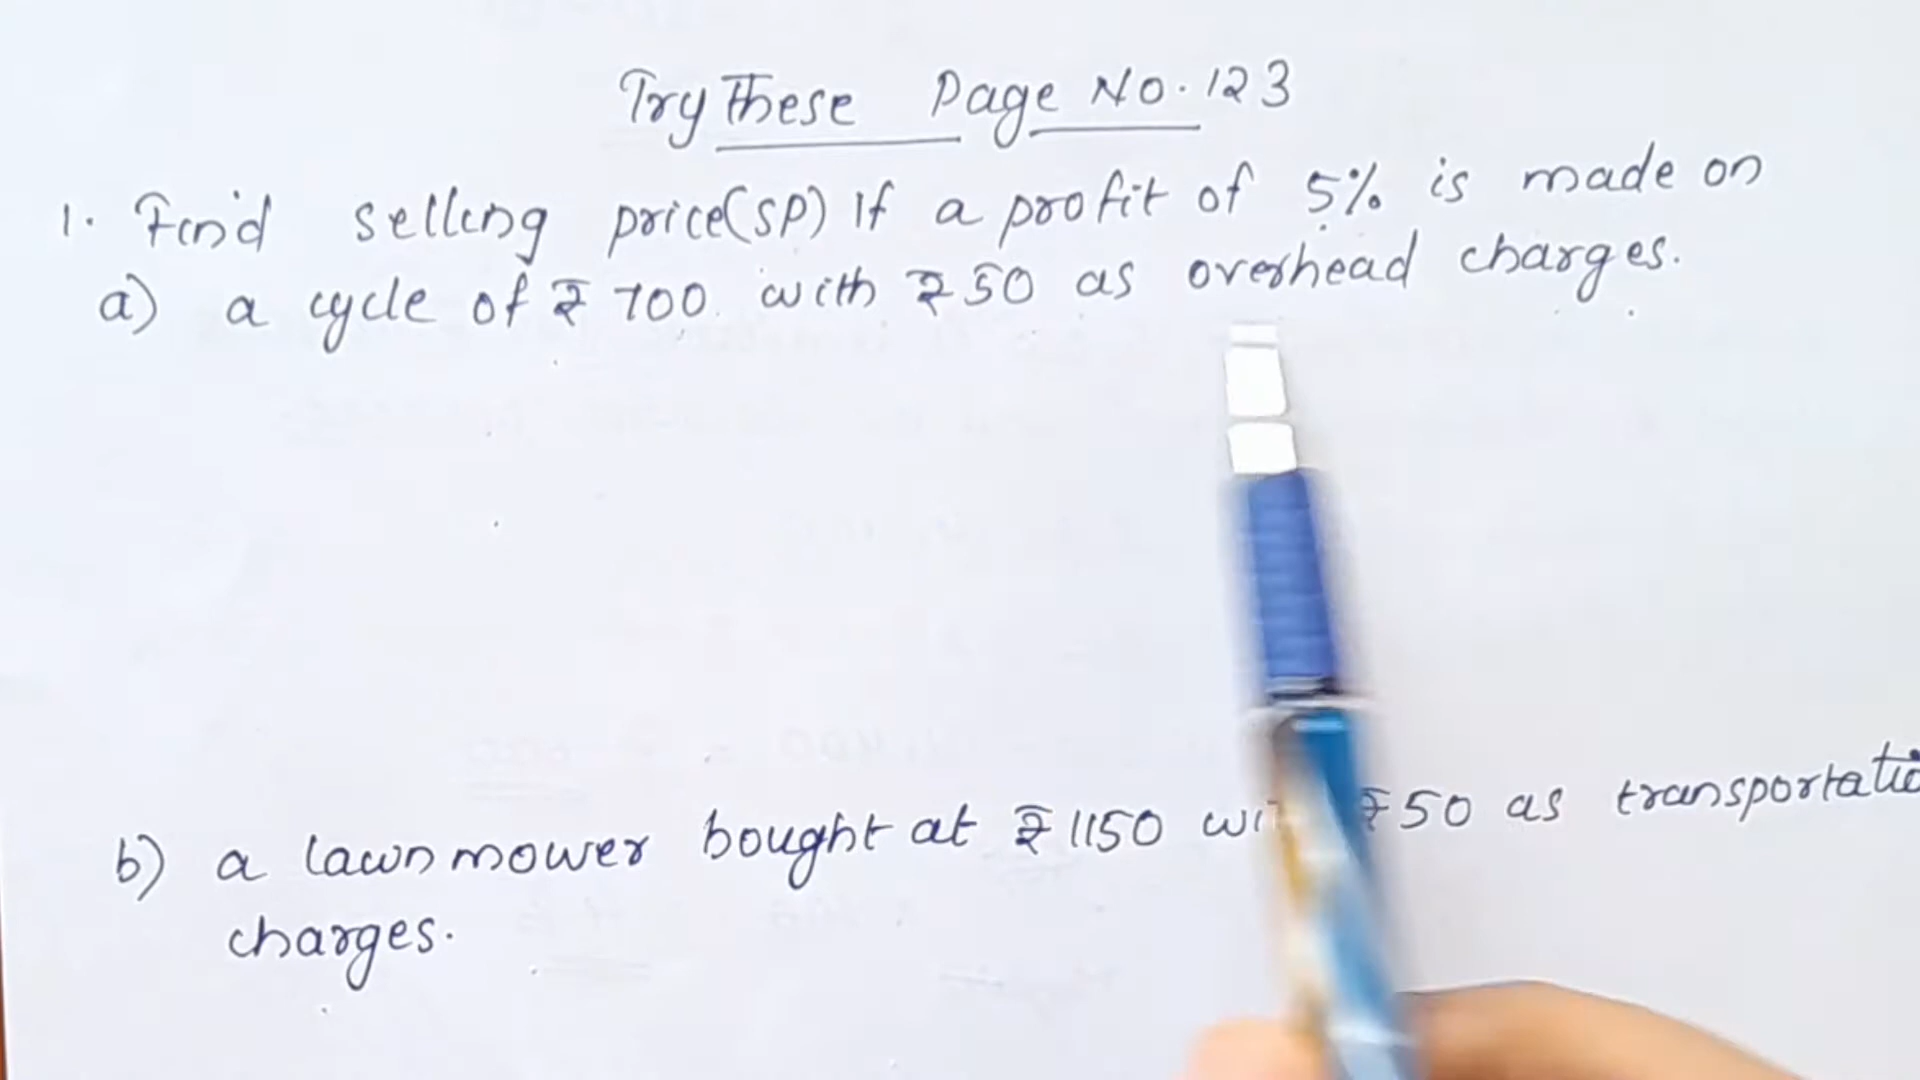 Try These Page No. 123
1. Find selling price(SP) If a profit of 5% is made on
a) a cycle of ₹ 700 with ₹50 as overhead charges.
b) a lawn mower bought at ₹1150 ₹50 as
charges.